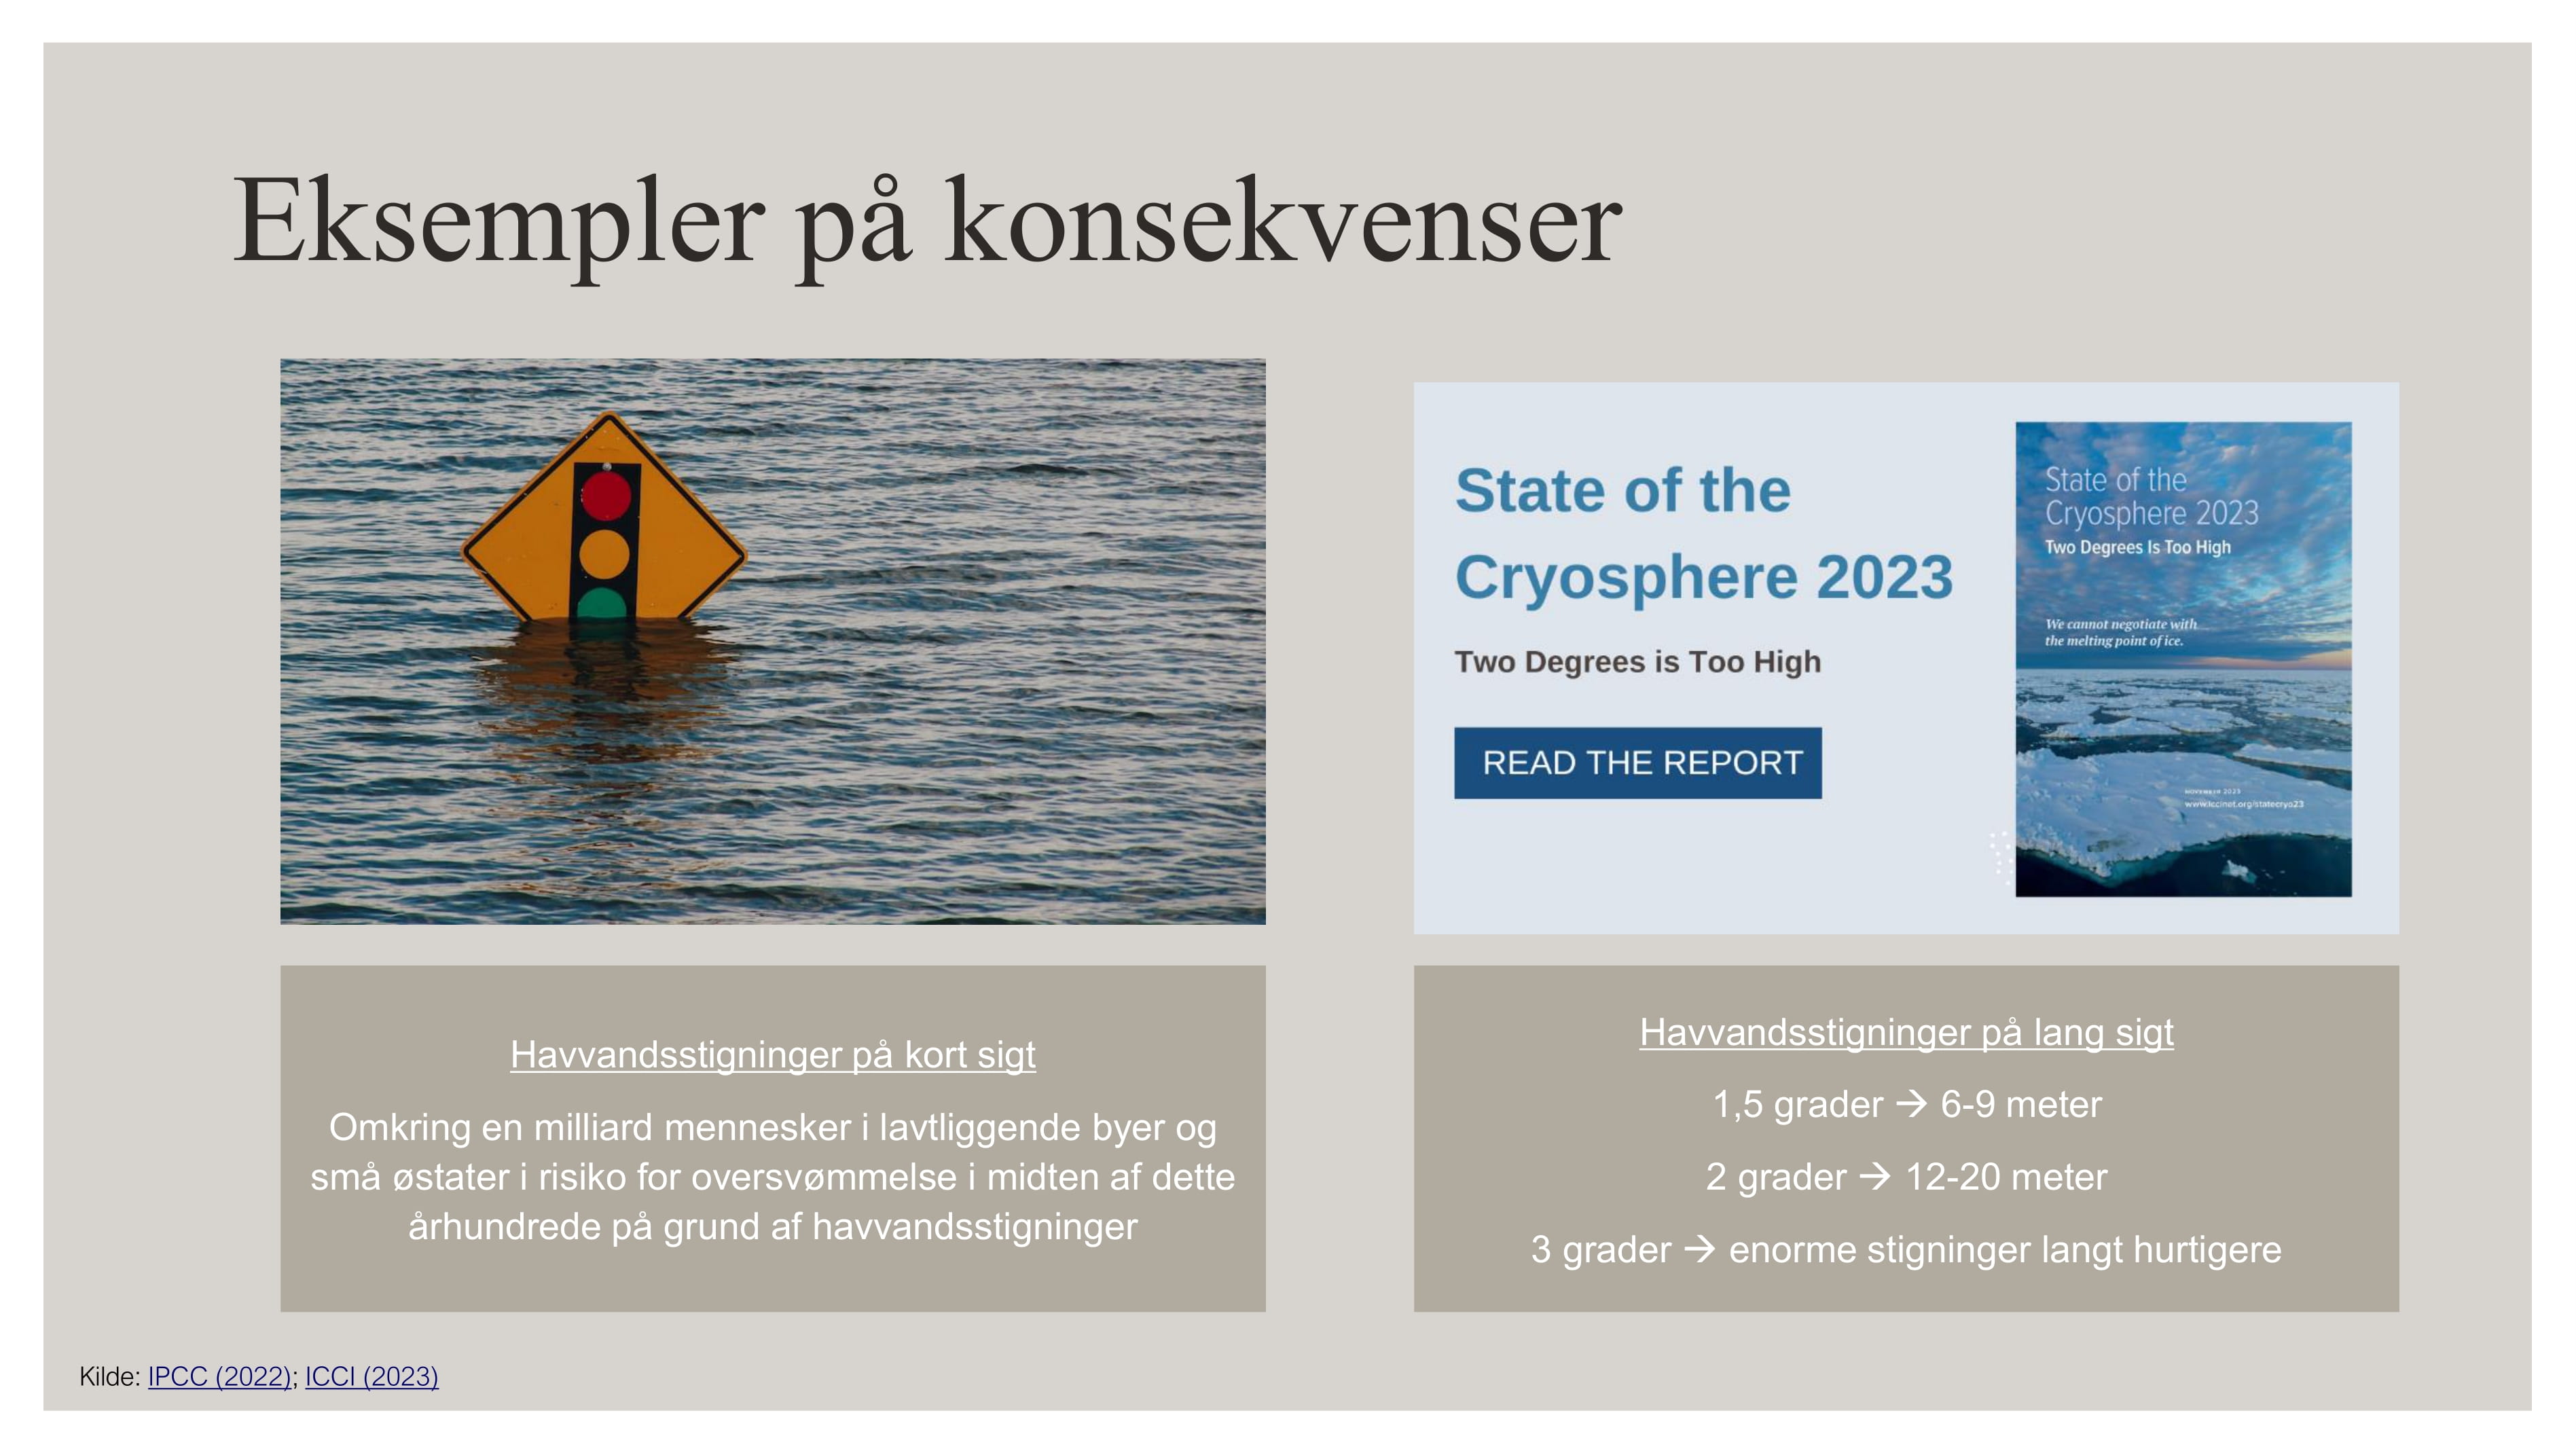 Eksempler på konsekvenser
State of the
Cryosphere 2023
Two Degrees is Too High
READ THE REPORT
State of the
Cryosphere 2023
Two Degrees Is Too High
We cannot negotiate with
the melting point of ice.
NOVEMBER 2023
www.iccinet.org/statecryo23
Havvandsstigninger på kort sigt
Omkring en milliard mennesker i lavtliggende byer og
små østater i risiko for oversvømmelse i midten af dette
århundrede på grund af havvandsstigninger
Havvandsstigninger på lang sigt
1,5 grader → 6-9 meter
2 grader → 12-20 meter
3 grader → enorme stigninger langt hurtigere
Kilde: IPCC (2022); ICCI (2023)